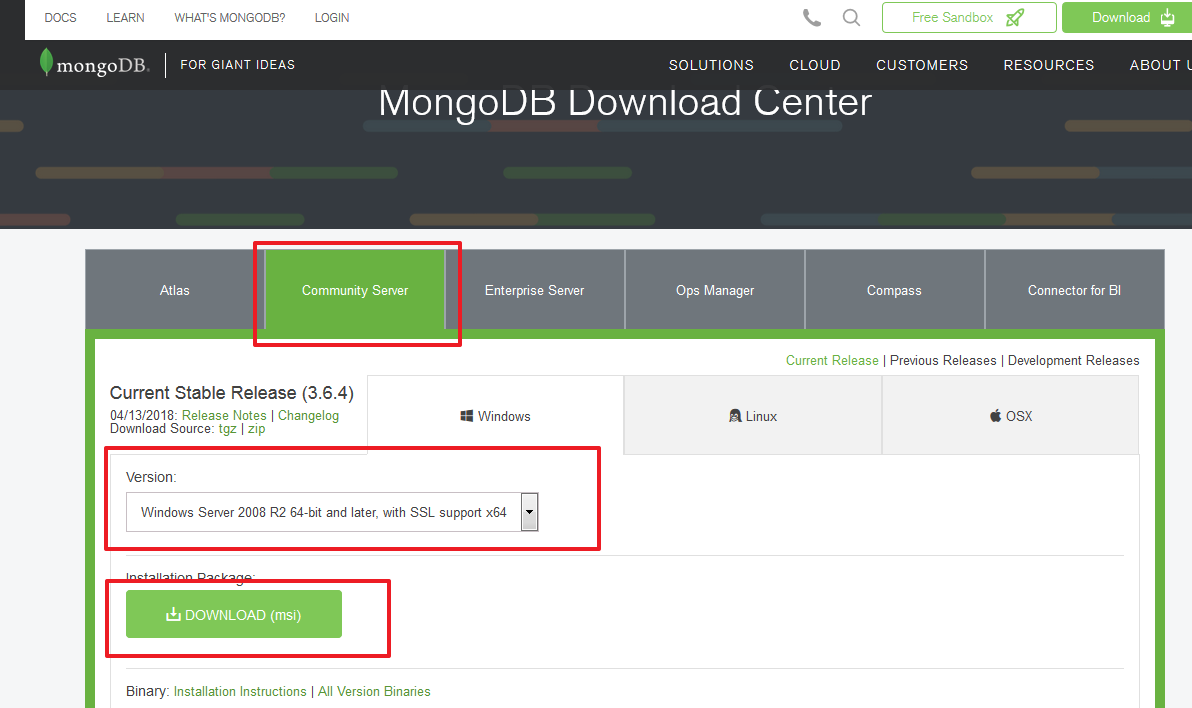 DOCS LEARN WHAT'S MONGODB? LOGIN Free Sandbox Download
mongoDB. FOR GIANT IDEAS SOLUTIONS CLOUD CUSTOMERS RESOURCES ABOUT U
MongoDB Download Center
Atlas Community Server Enterprise Server Ops Manager Compass Connector for BI
Current Release | Previous Releases | Development Releases
Current Stable Release (3.6.4)
04/13/2018: Release Notes | Changelog
Download Source: tgz | zip
Windows Linux OSX
Version:
Windows Server 2008 R2 64-bit and later, with SSL support x64
Installation Package:
DOWNLOAD (msi)
Binary: Installation Instructions | All Version Binaries